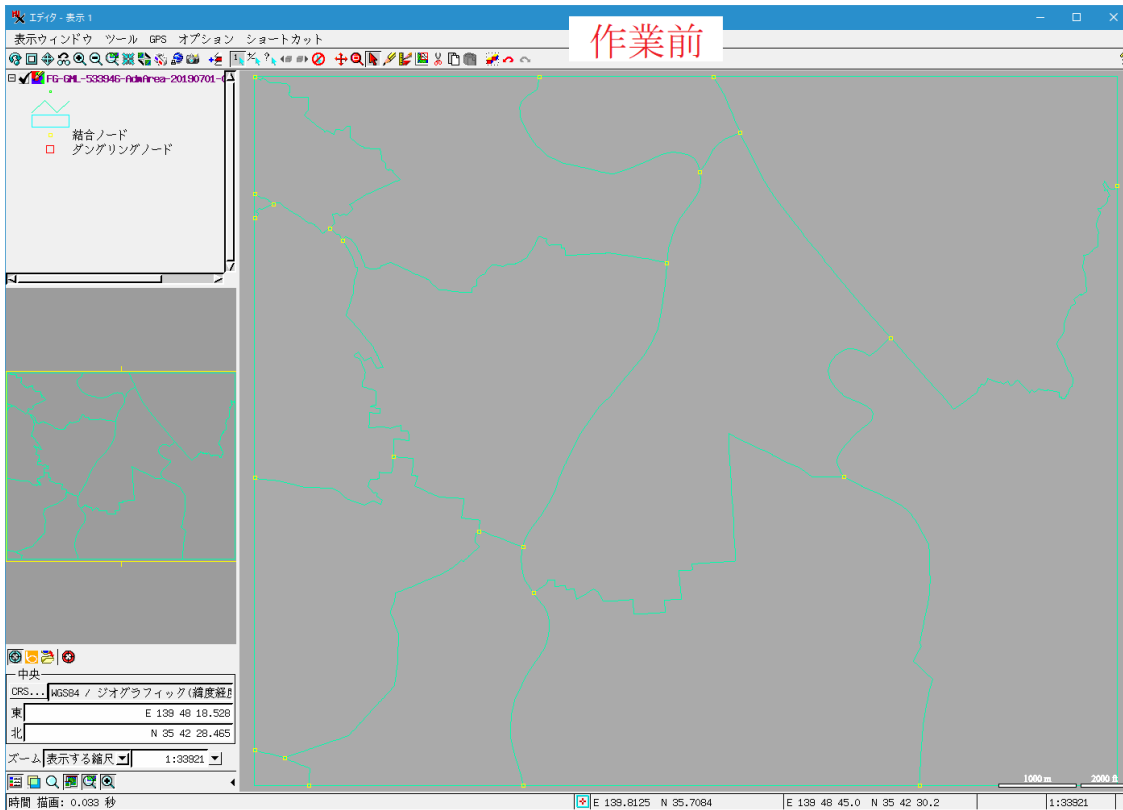 エディタ - 表示 1
作業前
表示ウィンドウ ツール GPS オプション ショートカット
FG-GML-533946-AdmArea-20190701-
結合ノード
ダングリングノード
中央
CRS... WGS84 / ジオグラフィック(緯度経度
東 E 139 48 18.528
北 N 35 42 28.465
ズーム 表示する縮尺 1:33921
1000 m 2000 ft
時間 描画: 0.033 秒 E 139.8125 N 35.7084 E 139 48 45.0 N 35 42 30.2 1:33921